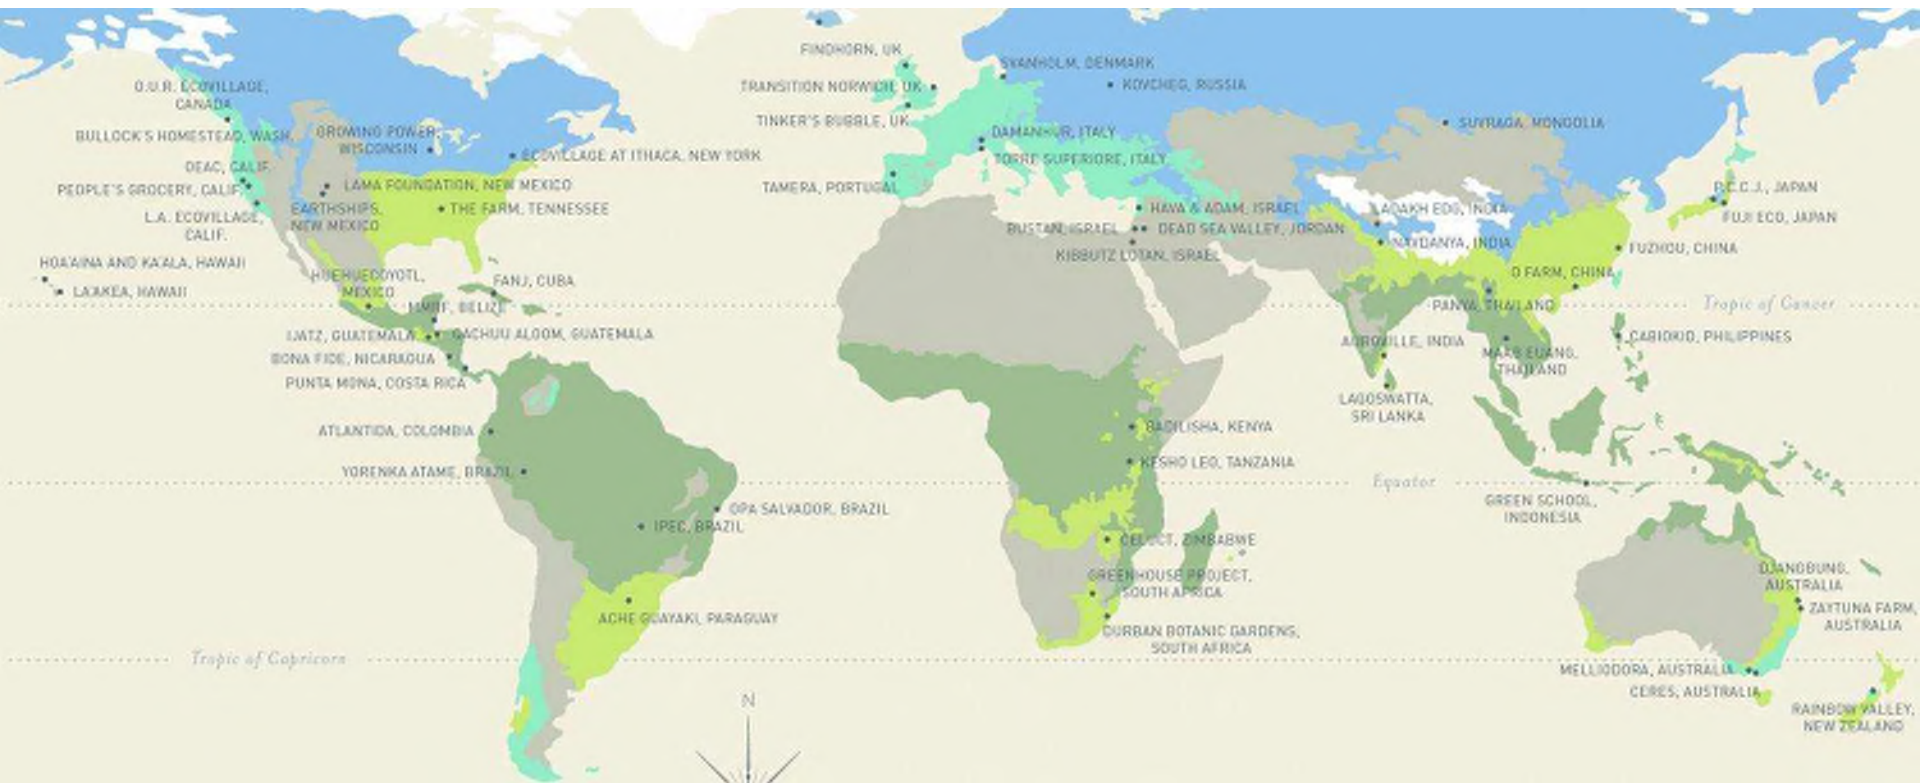 FINDHORN, UK
SVANHOLM, DENMARK
O.U.R. ECOVILLAGE,
CANADA
TRANSITION NORWICH, UK
KOVCHEG, RUSSIA
TINKER'S BUBBLE, UK
SUVRAGA, MONGOLIA
BULLOCK'S HOMESTEAD, WASH.
GROWING POWER,
WISCONSIN
DAMANHUR, ITALY
ECOVILLAGE AT ITHACA, NEW YORK
TORRE SUPERIORE, ITALY
DEAC, CALIF.
PEOPLE'S GROCERY, CALIF.
LAMA FOUNDATION, NEW MEXICO
TAMERA, PORTUGAL
P.C.C.J., JAPAN
EARTHSHIPS,
NEW MEXICO
THE FARM, TENNESSEE
HAVA & ADAM, ISRAEL
LADAKH EDG, INDIA
L.A. ECOVILLAGE,
CALIF.
FUJI ECO, JAPAN
BUSTAN, ISRAEL
DEAD SEA VALLEY, JORDAN
NAVDANYA, INDIA
FUZHOU, CHINA
KIBBUTZ LOTAN, ISRAEL
HOA'AINA AND KA'ALA, HAWAII
HUEHUECOYOTL,
MEXICO
FANJ, CUBA
O FARM, CHINA
LA'AKEA, HAWAII
MMRF, BELIZE
PANYA, THAILAND
Tropic of Cancer
IJATZ, GUATEMALA
QACHUU ALOOM, GUATEMALA
AUROVILLE, INDIA
CABIOKID, PHILIPPINES
BONA FIDE, NICARAGUA
MAAB EUANG,
THAILAND
PUNTA MONA, COSTA RICA
LAGOSWATTA,
SRI LANKA
ATLANTIDA, COLOMBIA
BADILISHA, KENYA
YORENKA ATAME, BRAZIL
KESHO LEO, TANZANIA
Equator
OPA SALVADOR, BRAZIL
GREEN SCHOOL,
INDONESIA
IPEC, BRAZIL
CELUCT, ZIMBABWE
GREENHOUSE PROJECT,
SOUTH AFRICA
DJANGBUNG,
AUSTRALIA
ACHE GUAYAKI, PARAGUAY
ZAYTUNA FARM,
AUSTRALIA
DURBAN BOTANIC GARDENS,
SOUTH AFRICA
Tropic of Capricorn
MELLIODORA, AUSTRALIA
CERES, AUSTRALIA
N
RAINBOW VALLEY,
NEW ZEALAND